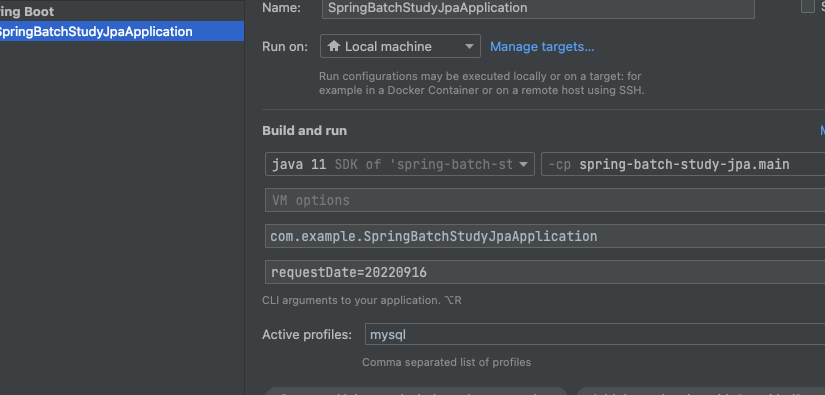 ring Boot
SpringBatchStudyJpaApplication
Name: SpringBatchStudyJpaApplication
Run on: Local machine Manage targets...
Run configurations may be executed locally or on a target: for
example in a Docker Container or on a remote host using SSH.
Build and run
java 11 SDK of 'spring-batch-st -cp spring-batch-study-jpa.main
VM options
com.example.SpringBatchStudyJpaApplication
requestDate=20220916
CLI arguments to your application. ⌥R
Active profiles: mysql
Comma separated list of profiles